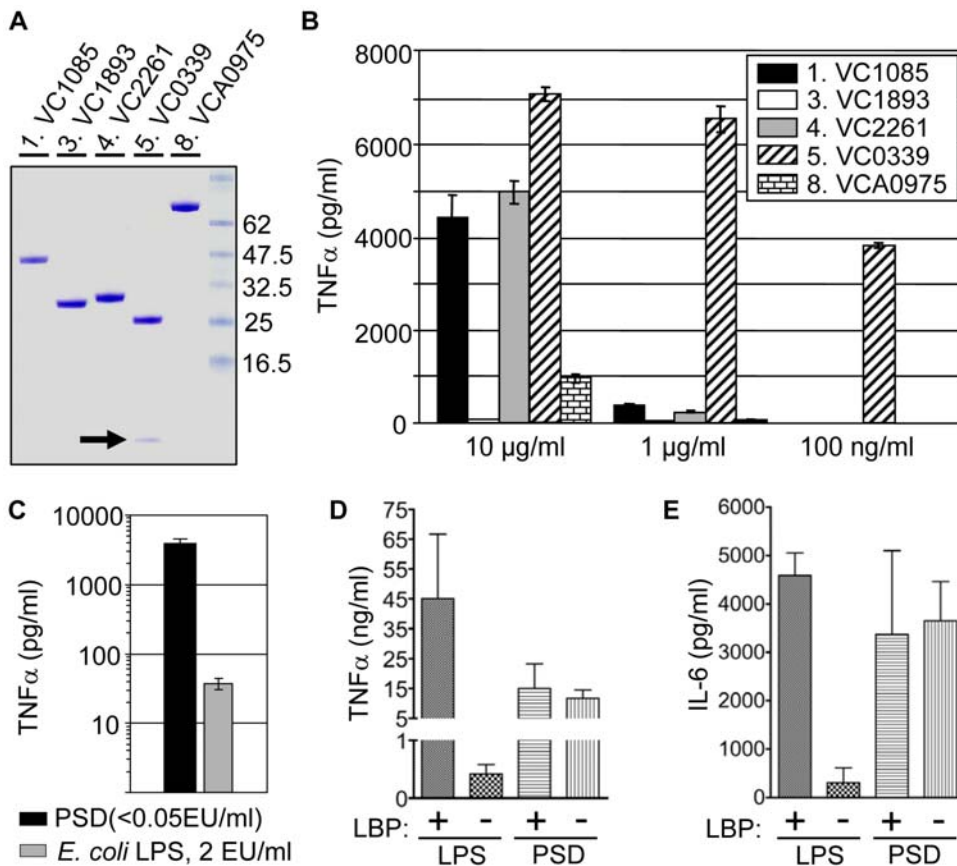 A
1. VC1085
3. VC1893
4. VC2261
5. VC0339
8. VCA0975
62
47.5
32.5
25
16.5
B
TNFα (pg/ml)
8000
6000
4000
2000
0
1. VC1085
3. VC1893
4. VC2261
5. VC0339
8. VCA0975
10 µg/ml
1 µg/ml
100 ng/ml
C
TNFα (pg/ml)
10000
1000
100
10
PSD(<0.05EU/ml)
E. coli LPS, 2 EU/ml
D
TNFα (ng/ml)
75
65
55
45
35
25
15
5
1
0
LBP: + - + -
LPS PSD
E
IL-6 (pg/ml)
6000
5000
4000
3000
2000
1000
0
LBP: + - + -
LPS PSD